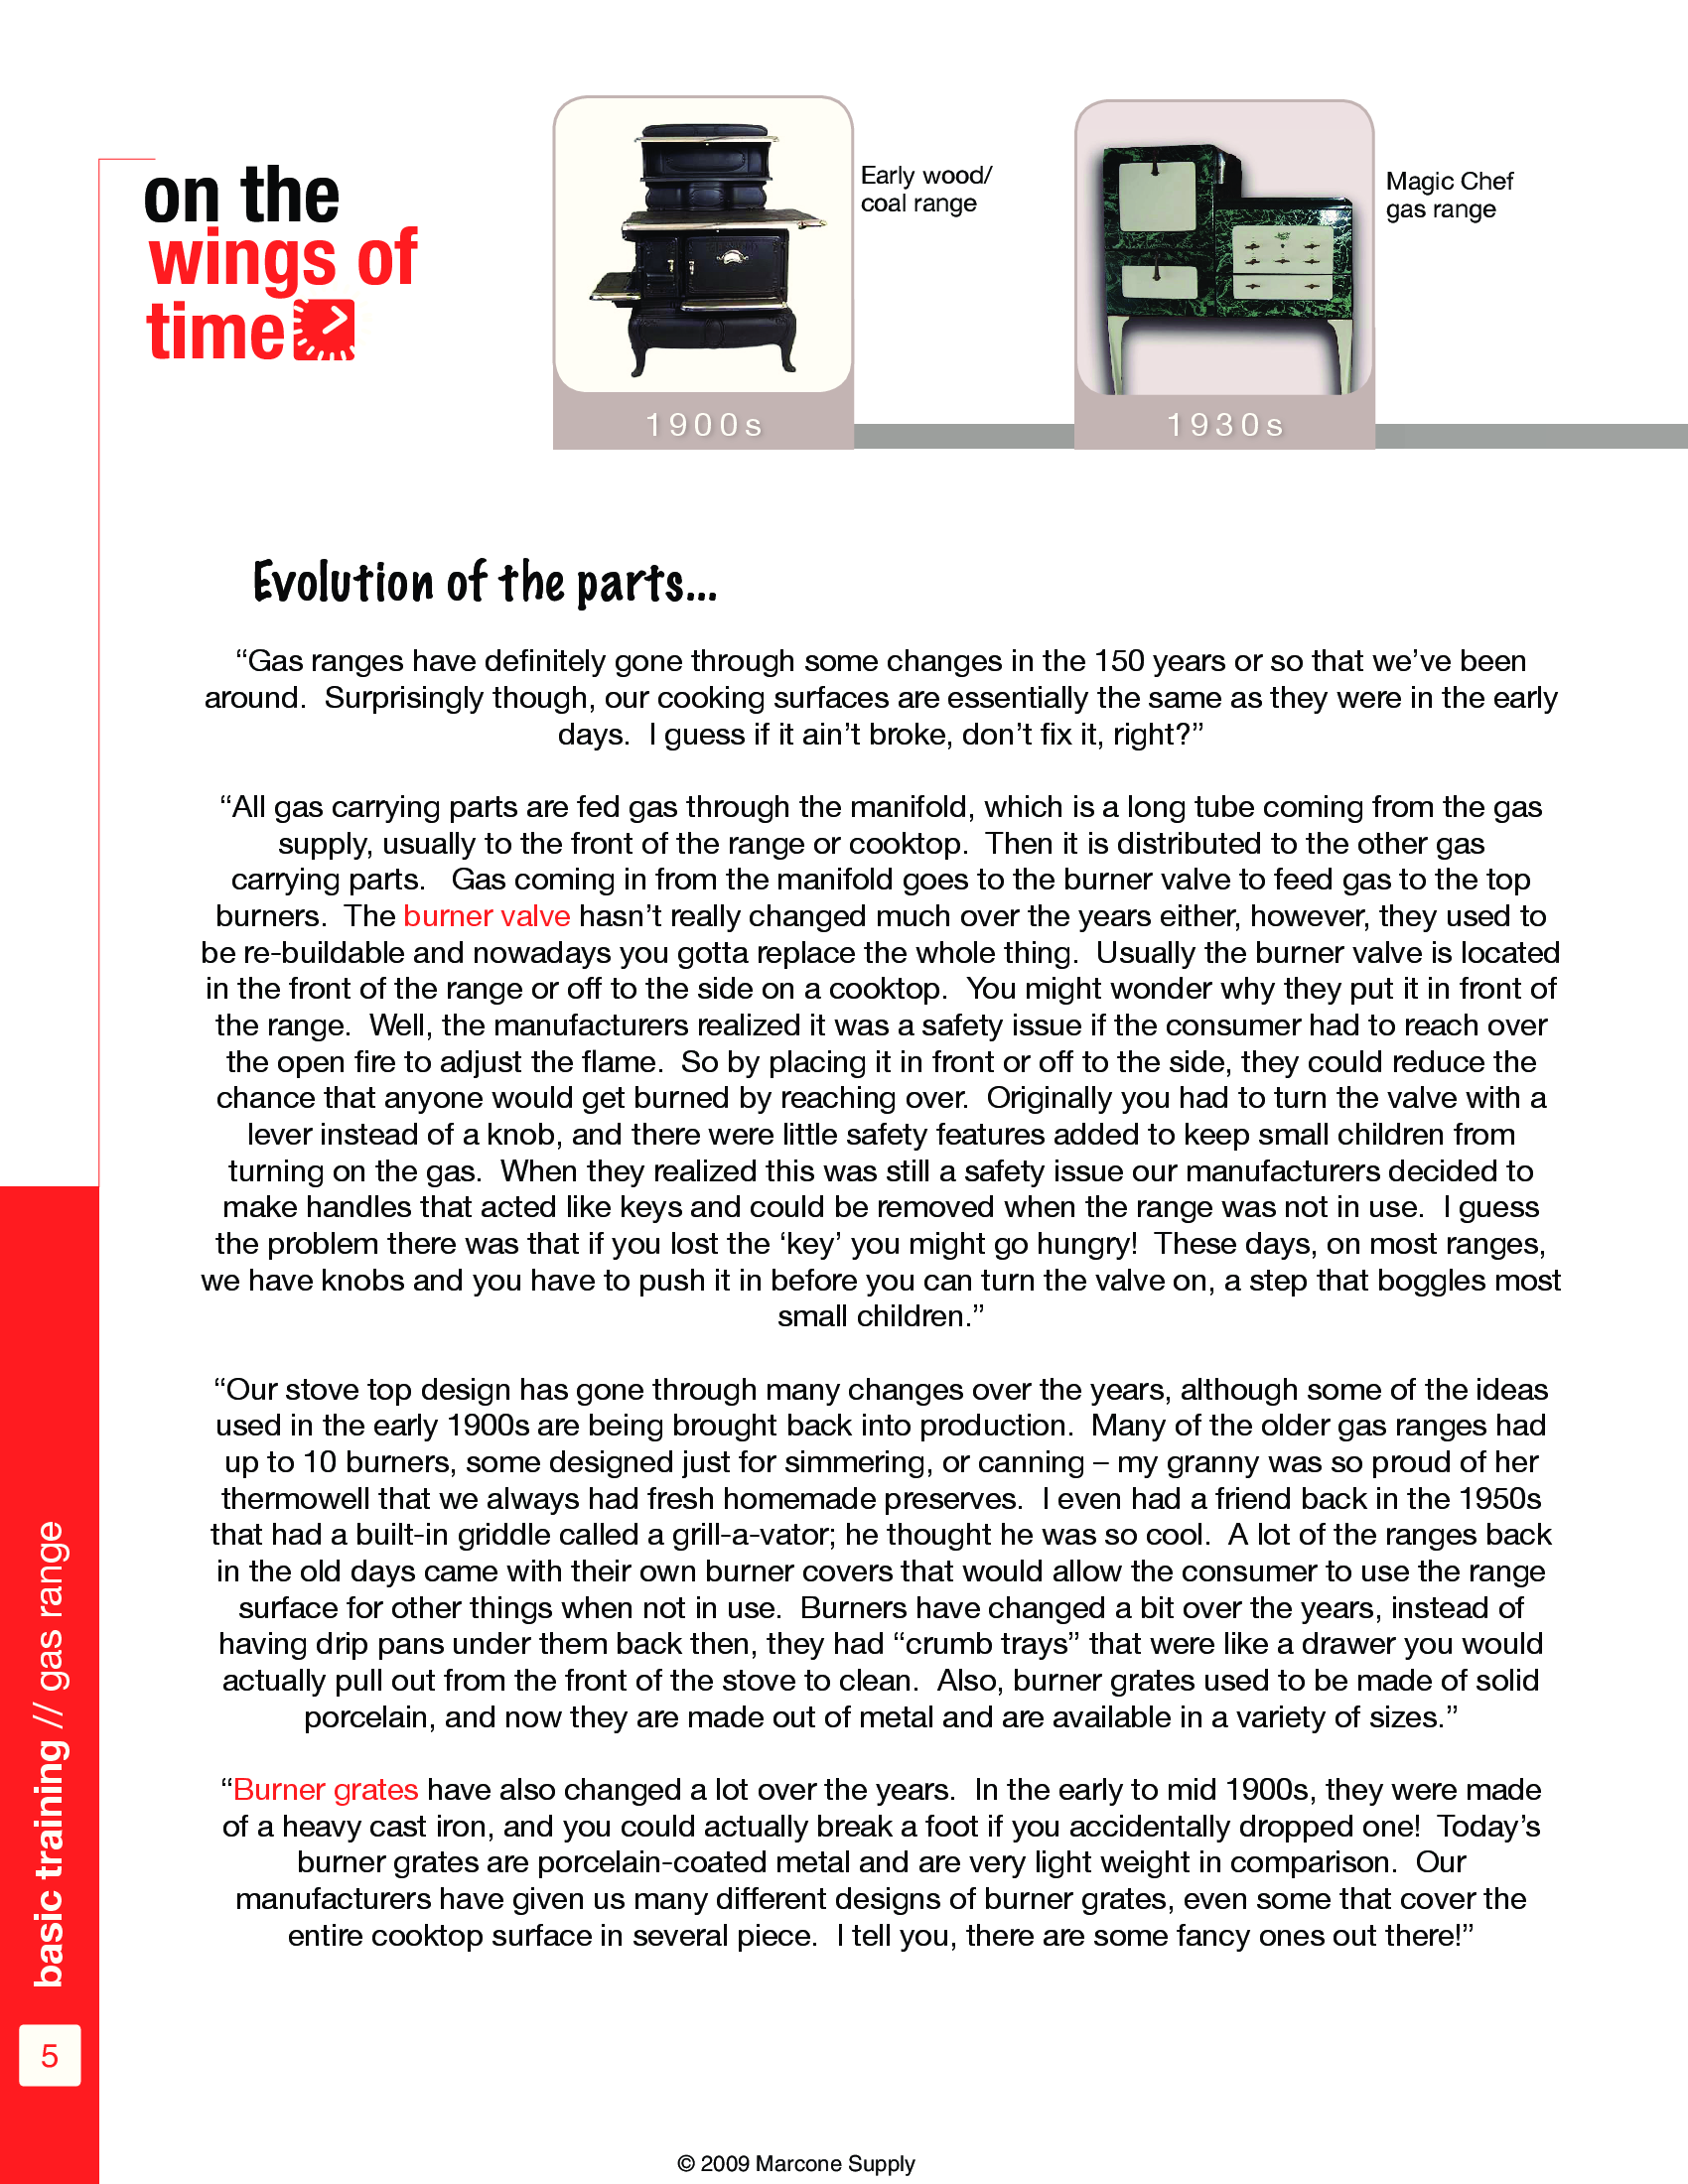 on the
wings of
time
Early wood/
coal range
Magic Chef
gas range
1900s
1930s
Evolution of the parts...
“Gas ranges have definitely gone through some changes in the 150 years or so that we’ve been
around.  Surprisingly though, our cooking surfaces are essentially the same as they were in the early
days.  I guess if it ain’t broke, don’t fix it, right?”
“All gas carrying parts are fed gas through the manifold, which is a long tube coming from the gas
supply, usually to the front of the range or cooktop.  Then it is distributed to the other gas
carrying parts.   Gas coming in from the manifold goes to the burner valve to feed gas to the top
burners.  The burner valve hasn’t really changed much over the years either, however, they used to
be re-buildable and nowadays you gotta replace the whole thing.  Usually the burner valve is located
in the front of the range or off to the side on a cooktop.  You might wonder why they put it in front of
the range.  Well, the manufacturers realized it was a safety issue if the consumer had to reach over
the open fire to adjust the flame.  So by placing it in front or off to the side, they could reduce the
chance that anyone would get burned by reaching over.  Originally you had to turn the valve with a
lever instead of a knob, and there were little safety features added to keep small children from
turning on the gas.  When they realized this was still a safety issue our manufacturers decided to
make handles that acted like keys and could be removed when the range was not in use.  I guess
the problem there was that if you lost the ‘key’ you might go hungry!  These days, on most ranges,
we have knobs and you have to push it in before you can turn the valve on, a step that boggles most
small children.”
“Our stove top design has gone through many changes over the years, although some of the ideas
used in the early 1900s are being brought back into production.  Many of the older gas ranges had
up to 10 burners, some designed just for simmering, or canning – my granny was so proud of her
thermowell that we always had fresh homemade preserves.  I even had a friend back in the 1950s
that had a built-in griddle called a grill-a-vator; he thought he was so cool.  A lot of the ranges back
in the old days came with their own burner covers that would allow the consumer to use the range
surface for other things when not in use.  Burners have changed a bit over the years, instead of
having drip pans under them back then, they had “crumb trays” that were like a drawer you would
actually pull out from the front of the stove to clean.  Also, burner grates used to be made of solid
porcelain, and now they are made out of metal and are available in a variety of sizes.”
“Burner grates have also changed a lot over the years.  In the early to mid 1900s, they were made
of a heavy cast iron, and you could actually break a foot if you accidentally dropped one!  Today’s
burner grates are porcelain-coated metal and are very light weight in comparison.  Our
manufacturers have given us many different designs of burner grates, even some that cover the
entire cooktop surface in several piece.  I tell you, there are some fancy ones out there!”
basic training // gas range
5
© 2009 Marcone Supply